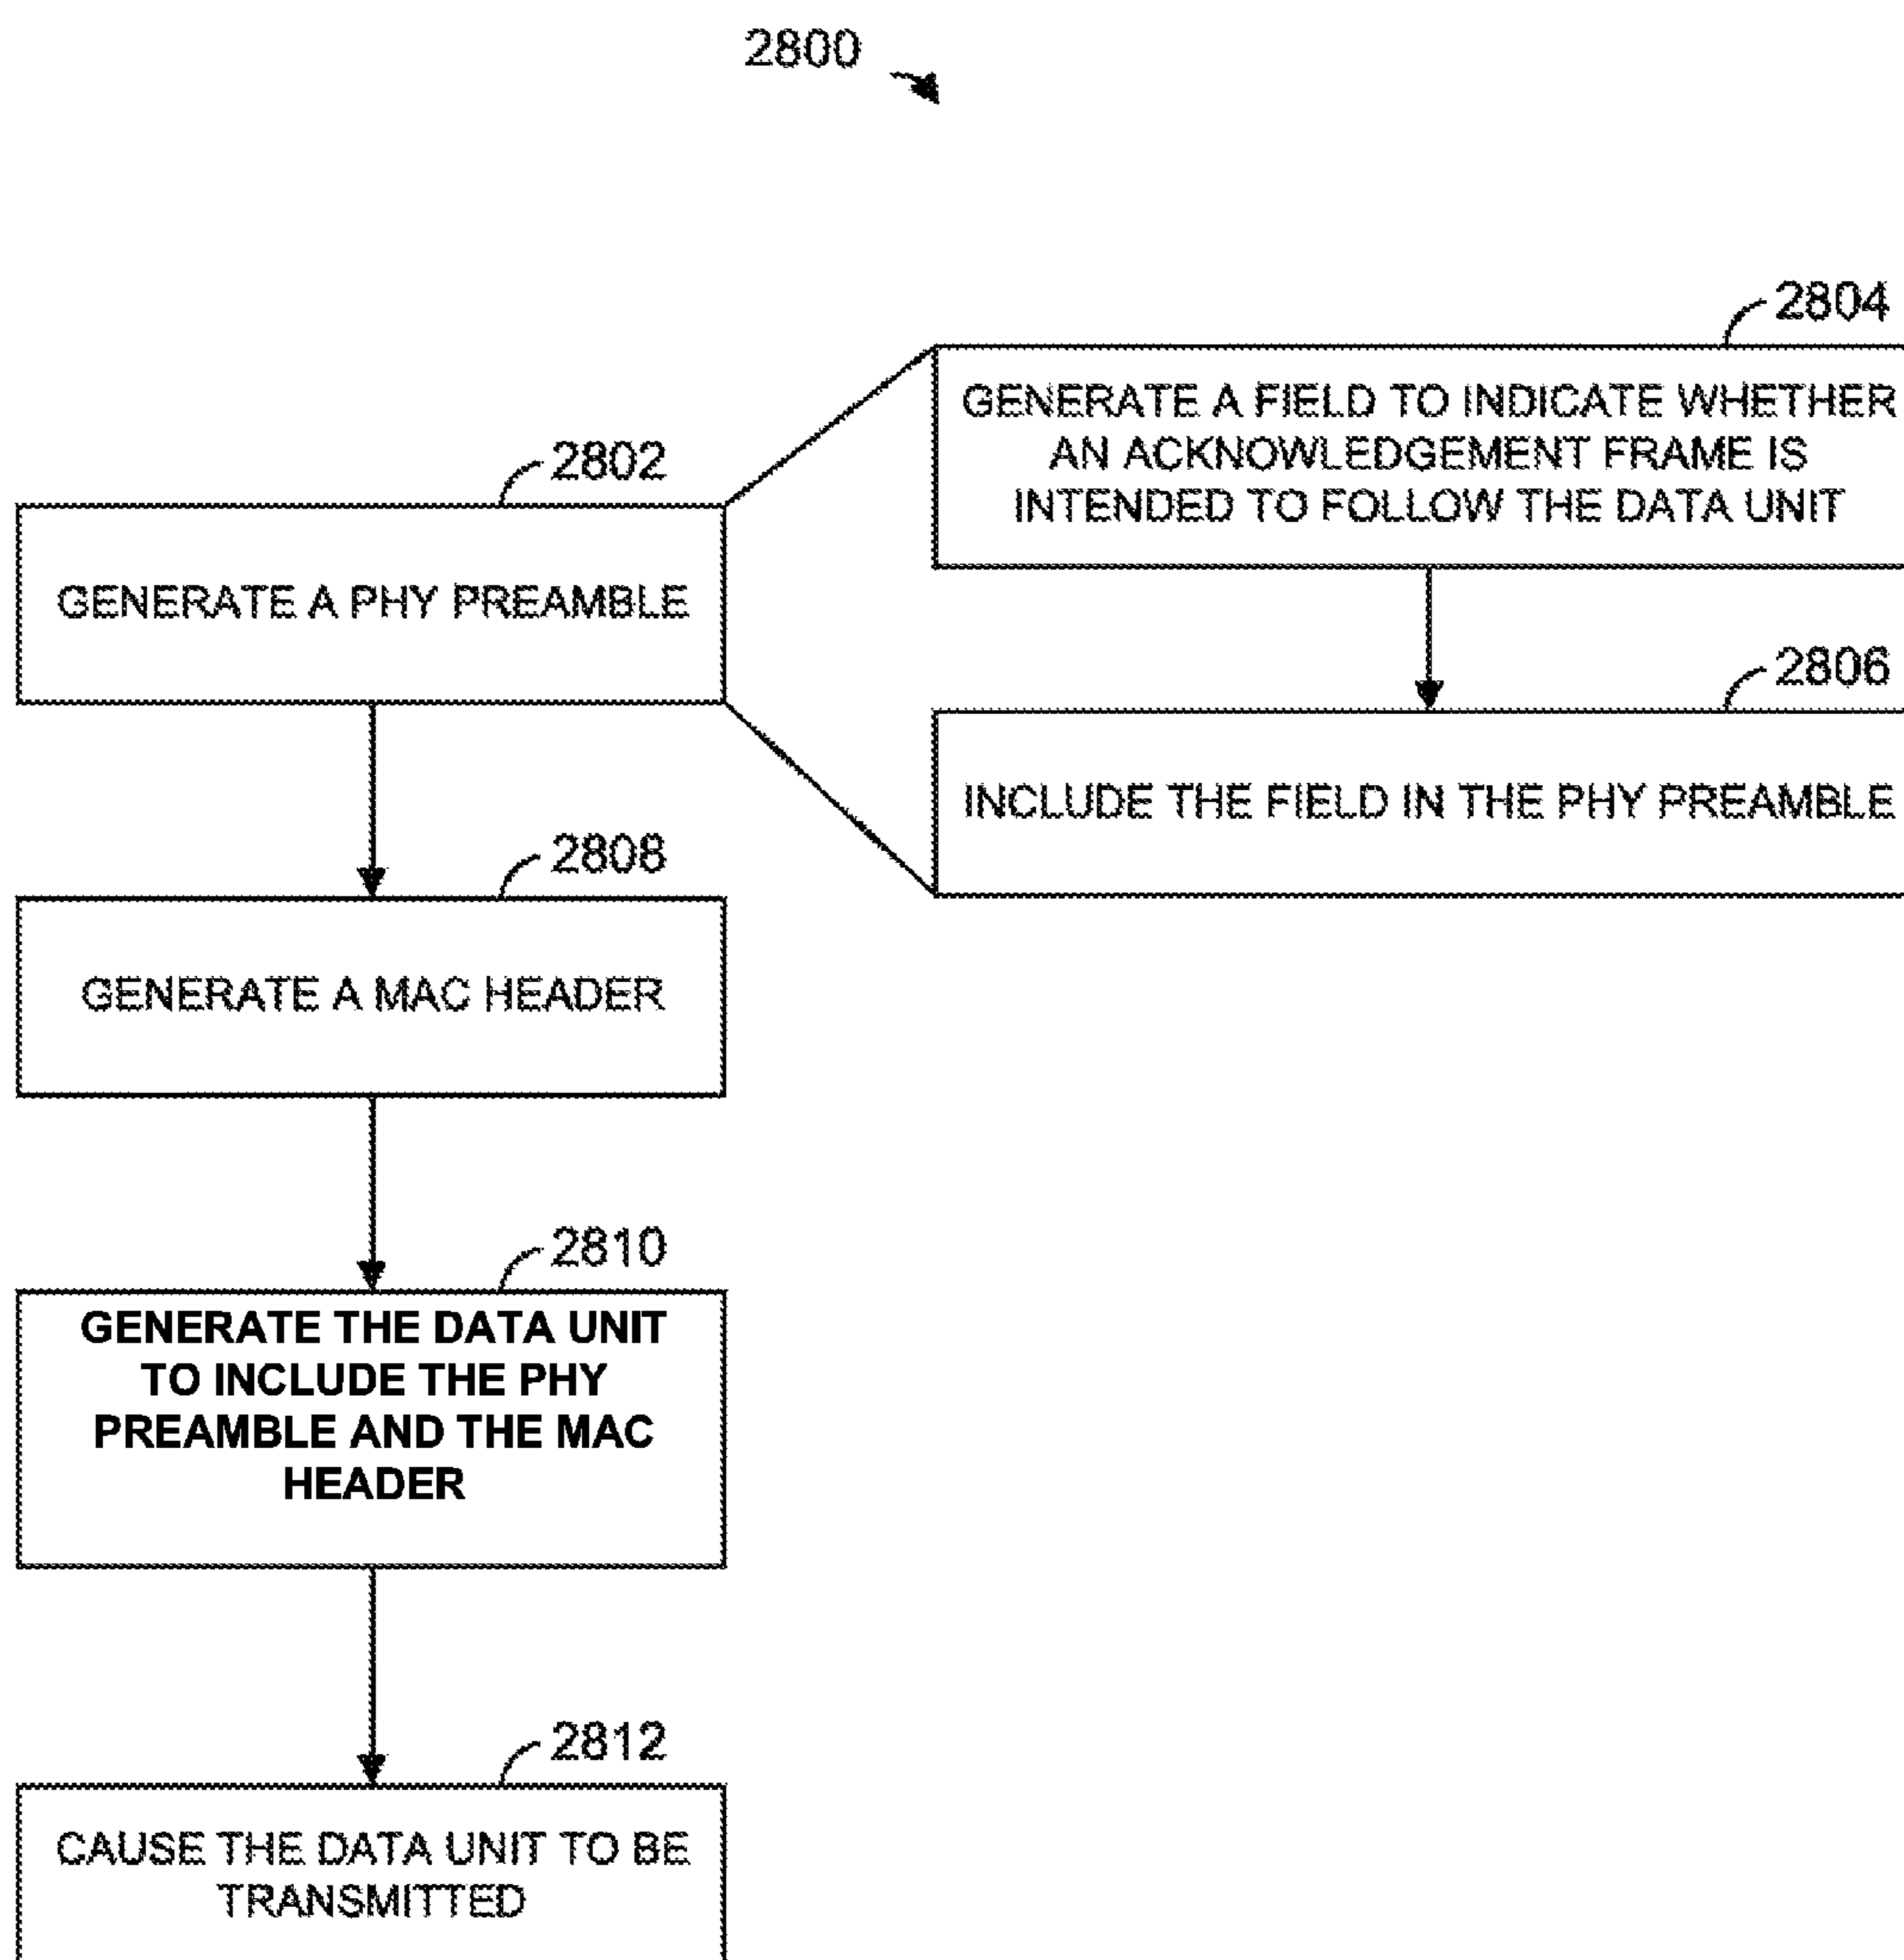 2800
2802
GENERATE A PHY PREAMBLE
2804
GENERATE A FIELD TO INDICATE WHETHER
AN ACKNOWLEDGEMENT FRAME IS
INTENDED TO FOLLOW THE DATA UNIT
2806
INCLUDE THE FIELD IN THE PHY PREAMBLE
2808
GENERATE A MAC HEADER
2810
GENERATE THE DATA UNIT
TO INCLUDE THE PHY
PREAMBLE AND THE MAC
HEADER
2812
CAUSE THE DATA UNIT TO BE
TRANSMITTED